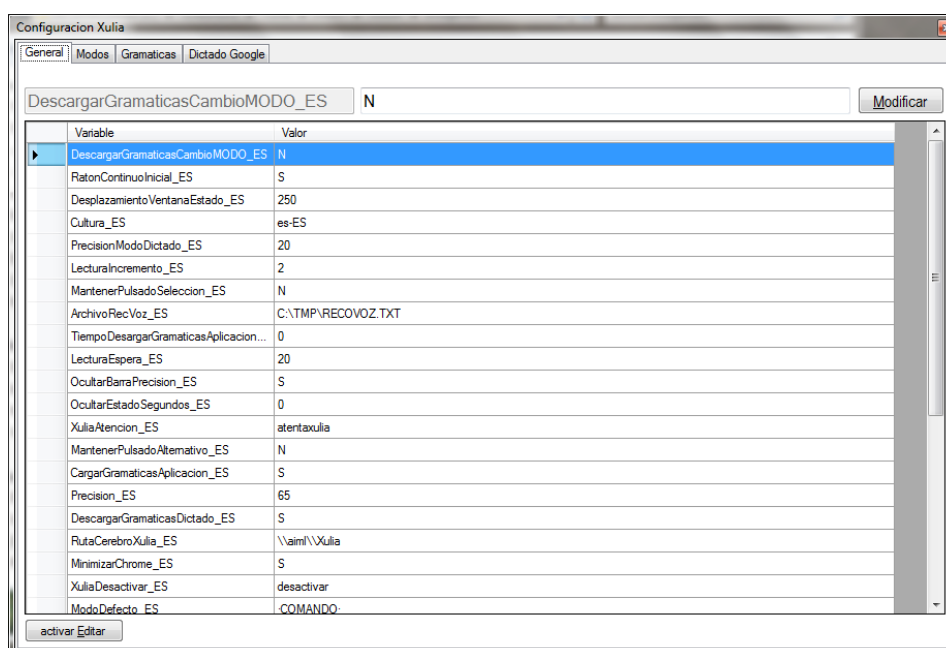 Configuracion Xulia
General Modos Gramaticas Dictado Google
DescargarGramaticasCambioMODO_ES N Modificar
Variable Valor
DescargarGramaticasCambioMODO_ES N
RatonContinuoInicial_ES S
DesplazamientoVentanaEstado_ES 250
Cultura_ES es-ES
PrecisionModoDictado_ES 20
LecturaIncremento_ES 2
MantenerPulsadoSeleccion_ES N
ArchivoRecVoz_ES C:\TMP\RECOVOZ.TXT
TiempoDesargarGramaticasAplicacion... 0
LecturaEspera_ES 20
OcultarBarraPrecision_ES S
OcultarEstadoSegundos_ES 0
XuliaAtencion_ES atentaxulia
MantenerPulsadoAlternativo_ES N
CargarGramaticasAplicacion_ES S
Precision_ES 65
DescargarGramaticasDictado_ES S
RutaCerebroXulia_ES \\aiml\\Xulia
MinimizarChrome_ES S
XuliaDesactivar_ES desactivar
ModoDefecto_ES ·COMANDO·
activar Editar